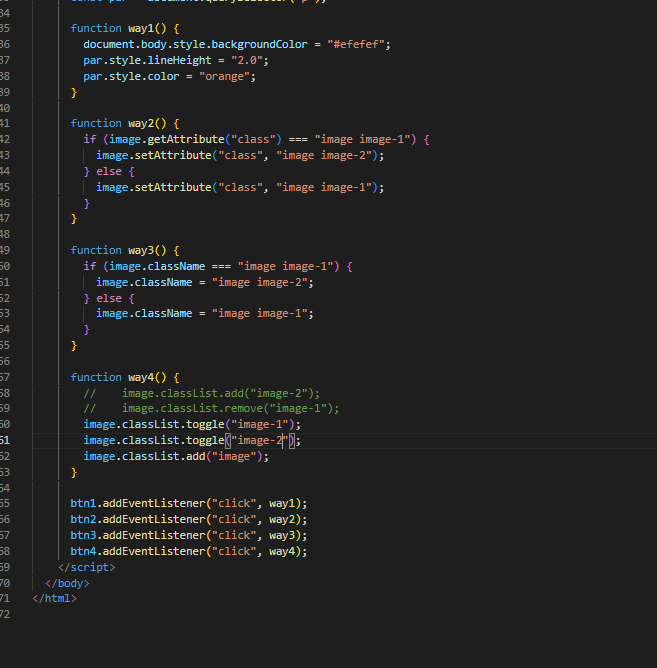 34
35 function way1() {
36 document.body.style.backgroundColor = "#efefef";
37 par.style.lineHeight = "2.0";
38 par.style.color = "orange";
39 }
40
41 function way2() {
42 if (image.getAttribute("class") === "image image-1") {
43 image.setAttribute("class", "image image-2");
44 } else {
45 image.setAttribute("class", "image image-1");
46 }
47 }
48
49 function way3() {
50 if (image.className === "image image-1") {
51 image.className = "image image-2";
52 } else {
53 image.className = "image image-1";
54 }
55 }
56
57 function way4() {
58 //    image.classList.add("image-2");
59 //    image.classList.remove("image-1");
60 image.classList.toggle("image-1");
61 image.classList.toggle("image-2");
62 image.classList.add("image");
63 }
64
65 btn1.addEventListener("click", way1);
66 btn2.addEventListener("click", way2);
67 btn3.addEventListener("click", way3);
68 btn4.addEventListener("click", way4);
69 </script>
70 </body>
71 </html>
72